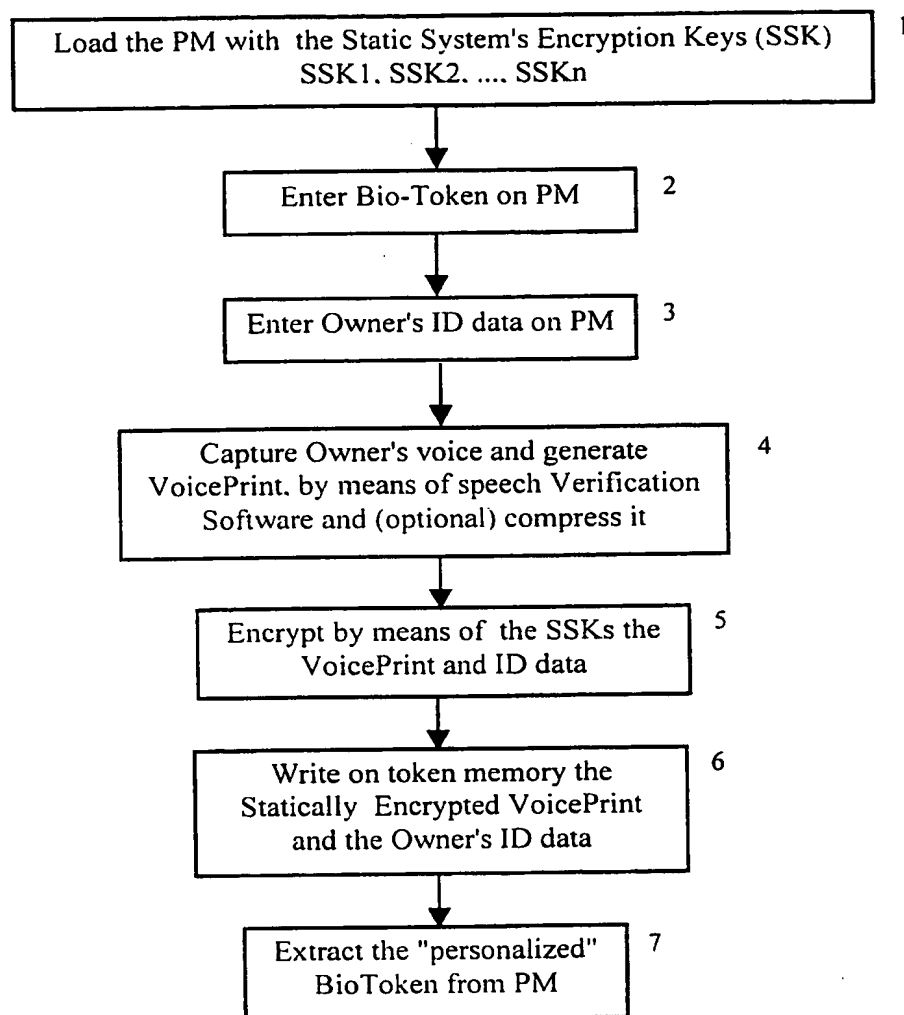 Load the PM with the Static System's Encryption Keys (SSK) 1
SSK1. SSK2. .... SSKn
Enter Bio-Token on PM 2
Enter Owner's ID data on PM 3
Capture Owner's voice and generate 4
VoicePrint. by means of speech Verification
Software and (optional) compress it
Encrypt by means of the SSKs the 5
VoicePrint and ID data
Write on token memory the 6
Statically Encrypted VoicePrint
and the Owner's ID data
Extract the "personalized" 7
BioToken from PM